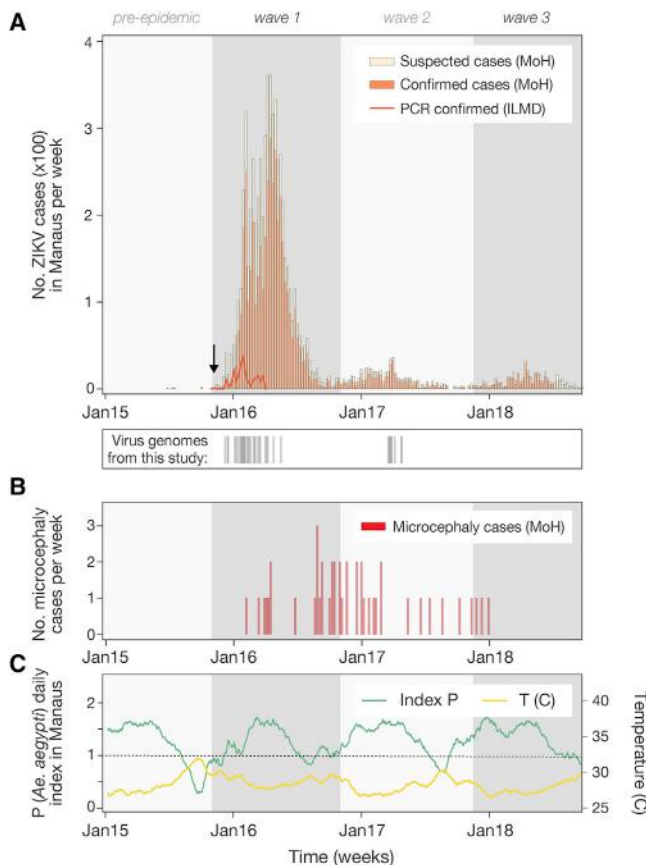 pre-epidemic wave 1 wave 2 wave 3
A
4
3
2
1
0
No. ZIKV cases (x100)
in Manaus per week
Suspected cases (MoH)
Confirmed cases (MoH)
PCR confirmed (ILMD)
Jan15 Jan16 Jan17 Jan18
Virus genomes
from this study:
B
3
2
1
0
No. microcephaly
cases per week
Microcephaly cases (MoH)
Jan15 Jan16 Jan17 Jan18
C
2
1
0
P (Ae. aegypti) daily
index in Manaus
Index P T (C)
40
35
30
25
Temperature (C)
Jan15 Jan16 Jan17 Jan18
Time (weeks)